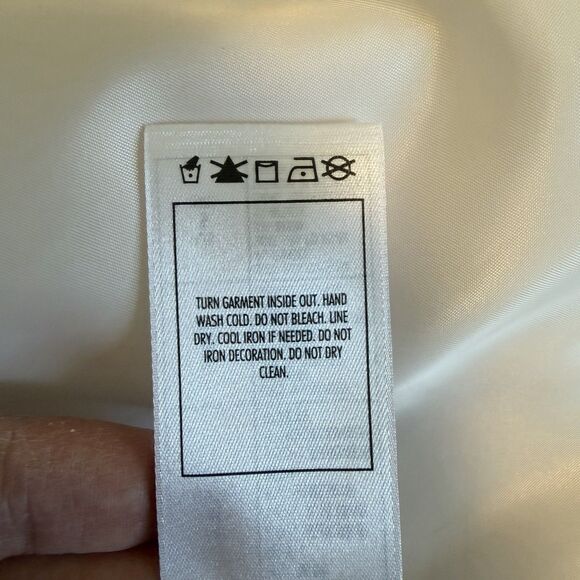 TURN GARMENT INSIDE OUT. HAND
WASH COLD. DO NOT BLEACH. LINE
DRY. COOL IRON IF NEEDED. DO NOT
IRON DECORATION. DO NOT DRY
CLEAN.